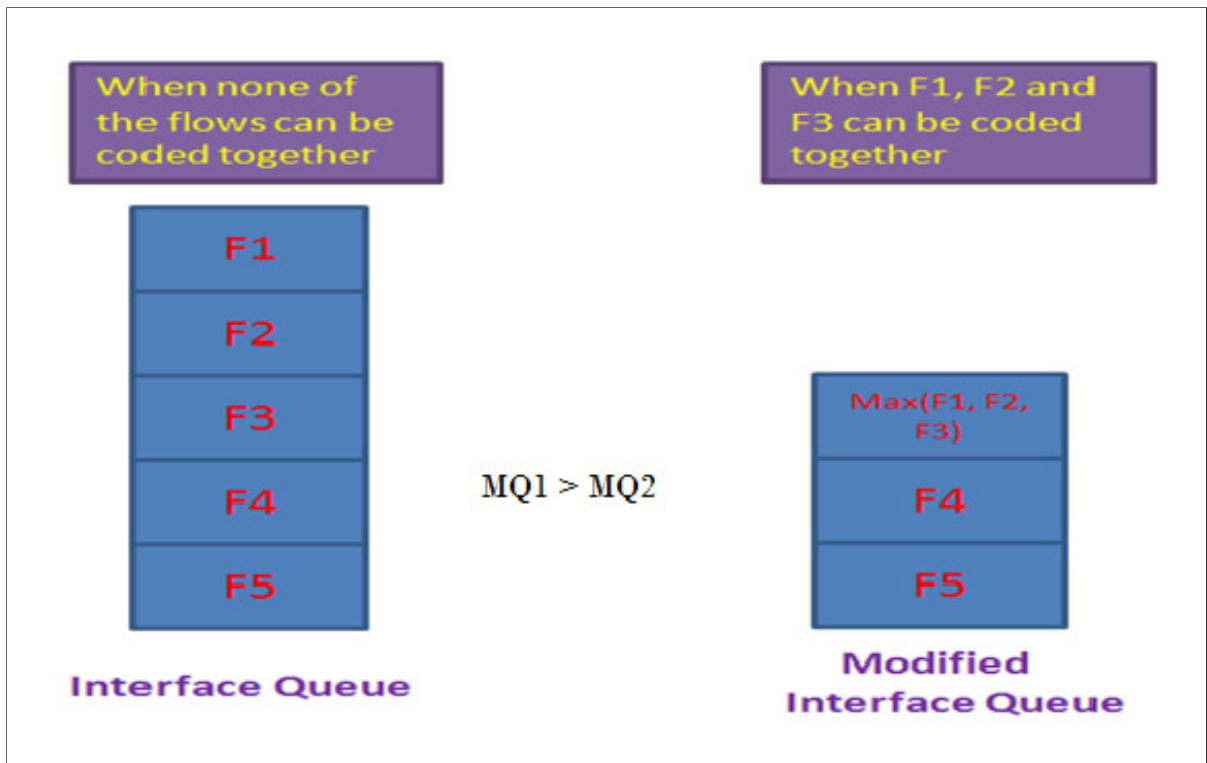 When none of
the flows can be
coded together
When F1, F2 and
F3 can be coded
together
F1
F2
F3
F4
F5
Interface Queue
MQ1 > MQ2
Max(F1, F2,
F3)
F4
F5
Modified
Interface Queue